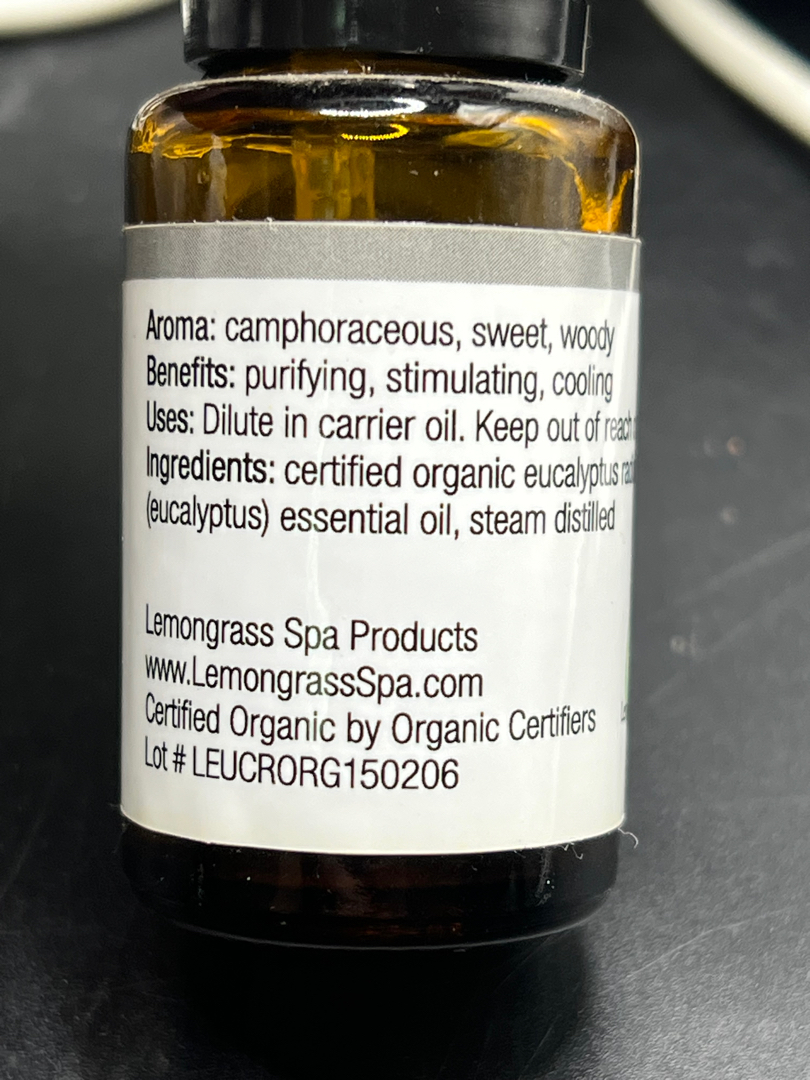 Aroma: camphoraceous, sweet, woody
Benefits: purifying, stimulating, cooling
Uses: Dilute in carrier oil. Keep out of reach
Ingredients: certified organic eucalyptus
(eucalyptus) essential oil, steam distilled
Lemongrass Spa Products
www.LemongrassSpa.com
Certified Organic by Organic Certifiers
Lot # LEUCRORG150206